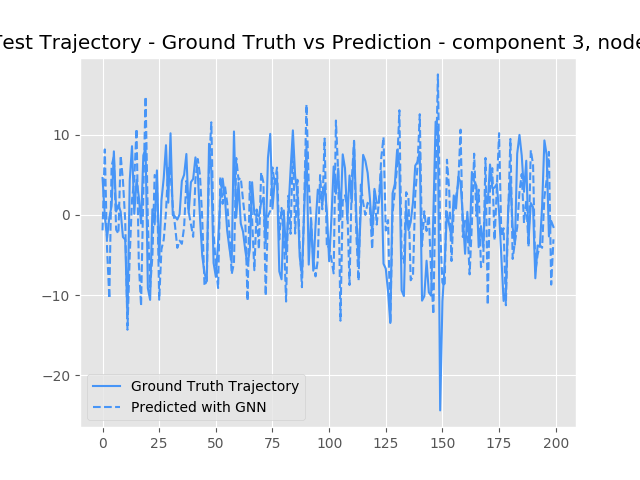 Test Trajectory - Ground Truth vs Prediction - component 3, node
10
0
−10
−20
0 25 50 75 100 125 150 175 200
Ground Truth Trajectory
Predicted with GNN